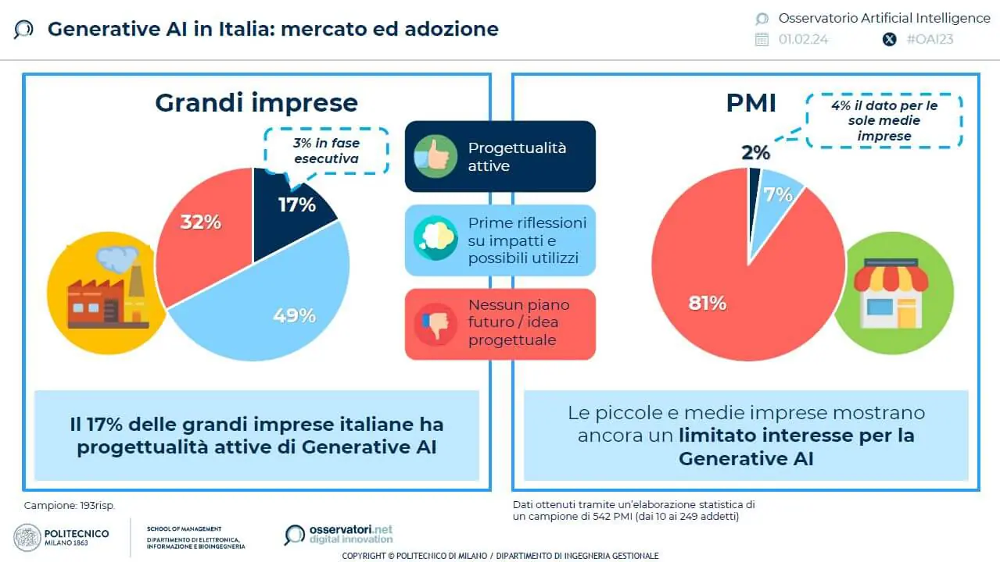 Generative AI in Italia: mercato ed adozione
Osservatorio Artificial Intelligence
01.02.24
X
#OAI23
Grandi imprese
3% in fase
esecutiva
17%
32%
49%
Progettualità
attive
Prime riflessioni
su impatti e
possibili utilizzi
Nessun piano
futuro / idea
progettuale
PMI
4% il dato per le
sole medie
imprese
2%
7%
81%
Il 17% delle grandi imprese italiane ha
progettualità attive di Generative AI
Le piccole e medie imprese mostrano
ancora un limitato interesse per la
Generative AI
Campione: 193risp.
Dati ottenuti tramite un'elaborazione statistica di
un campione di 542 PMI (dai 10 ai 249 addetti)
POLITECNICO
MILANO 1863
SCHOOL OF MANAGEMENT
DIPARTIMENTO DI ELETTRONICA,
INFORMAZIONE E BIOINGEGNERIA
osservatori.net
digital innovation
COPYRIGHT © POLITECNICO DI MILANO / DIPARTIMENTO DI INGEGNERIA GESTIONALE